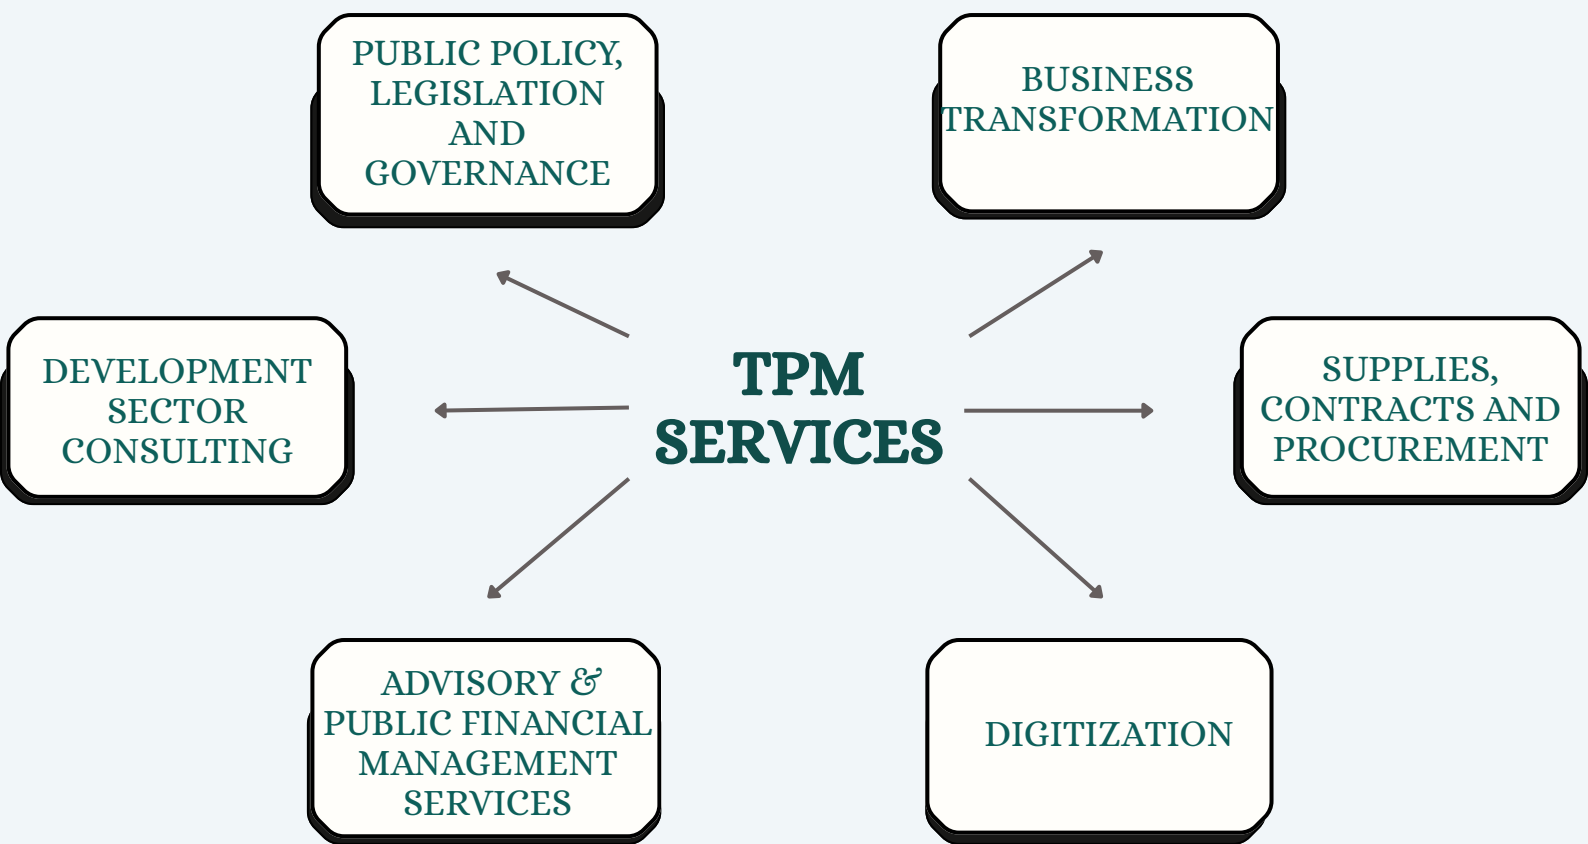 PUBLIC POLICY,
LEGISLATION
AND
GOVERNANCE
BUSINESS
TRANSFORMATION
DEVELOPMENT
SECTOR
CONSULTING
TPM
SERVICES
SUPPLIES,
CONTRACTS AND
PROCUREMENT
ADVISORY &
PUBLIC FINANCIAL
MANAGEMENT
SERVICES
DIGITIZATION